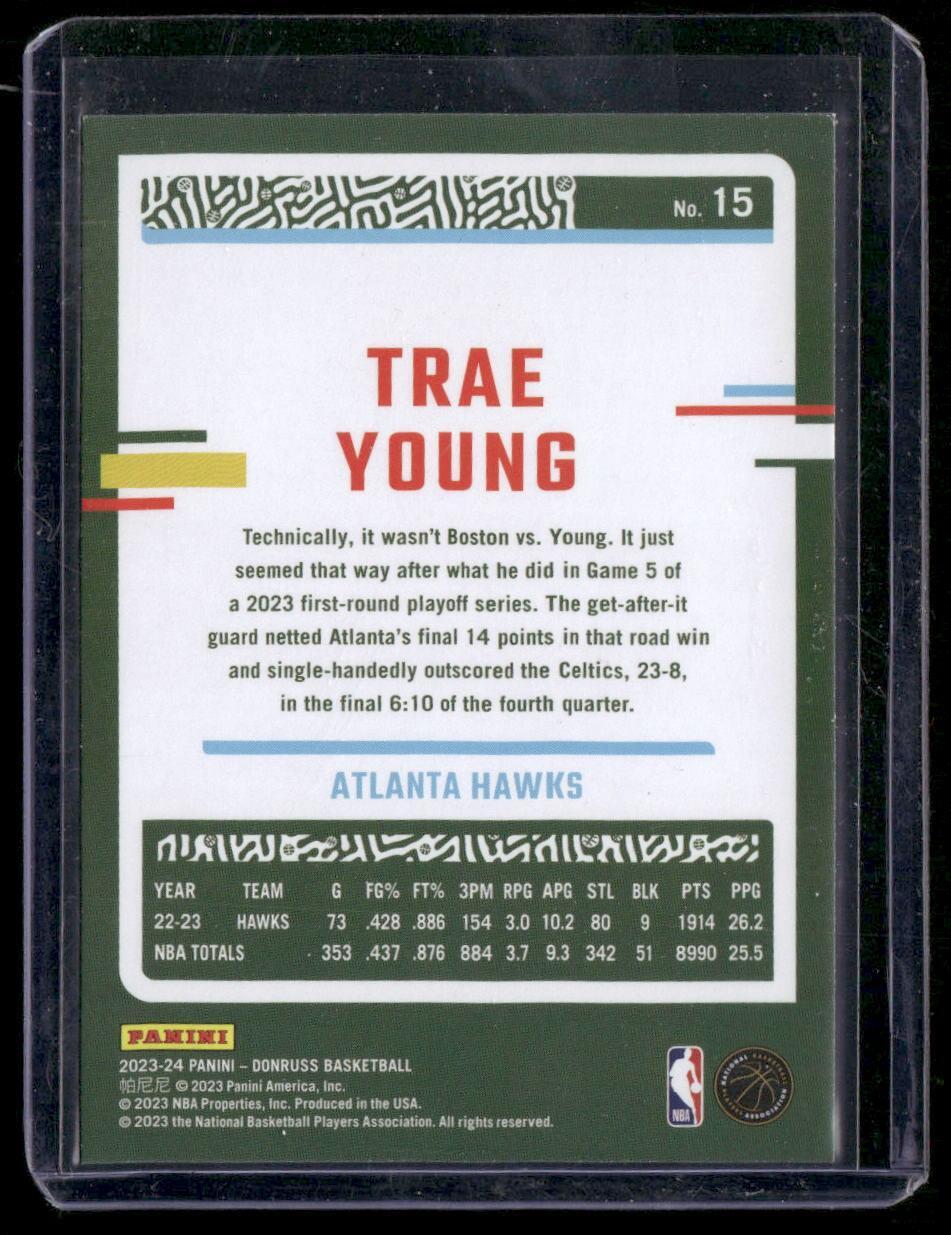 No. 15
TRAE
YOUNG
Technically, it wasn't Boston vs. Young. It just
seemed that way after what he did in Game 5 of
a 2023 first-round playoff series. The get-after-it
guard netted Atlanta's final 14 points in that road win
and single-handedly outscored the Celtics, 23-8,
in the final 6:10 of the fourth quarter.
ATLANTA HAWKS
YEAR TEAM G FG% FT% 3PM RPG APG STL BLK PTS PPG
22-23 HAWKS 73 .428 .886 154 3.0 10.2 80 9 1914 26.2
NBA TOTALS 353 .437 .876 884 3.7 9.3 342 51 8990 25.5
PANINI
2023-24 PANINI – DONRUSS BASKETBALL
帕尼尼 © 2023 Panini America, Inc.
© 2023 NBA Properties, Inc. Produced in the USA.
© 2023 the National Basketball Players Association. All rights reserved.
NBA
NATIONAL BASKETBALL
PLAYERS ASSOCIATION